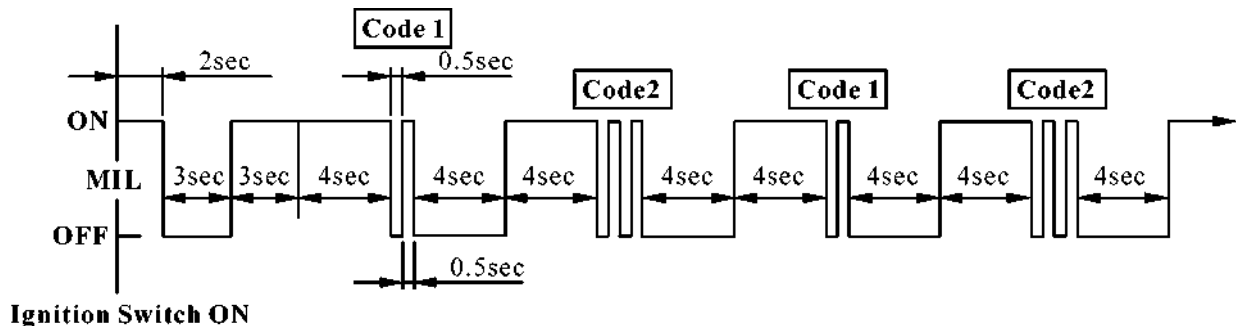 Code 1
2sec
0.5sec
Code2
Code 1
Code2
ON
MIL
3sec
3sec
4sec
4sec
4sec
4sec
4sec
4sec
4sec
4sec
OFF
0.5sec
Ignition Switch ON